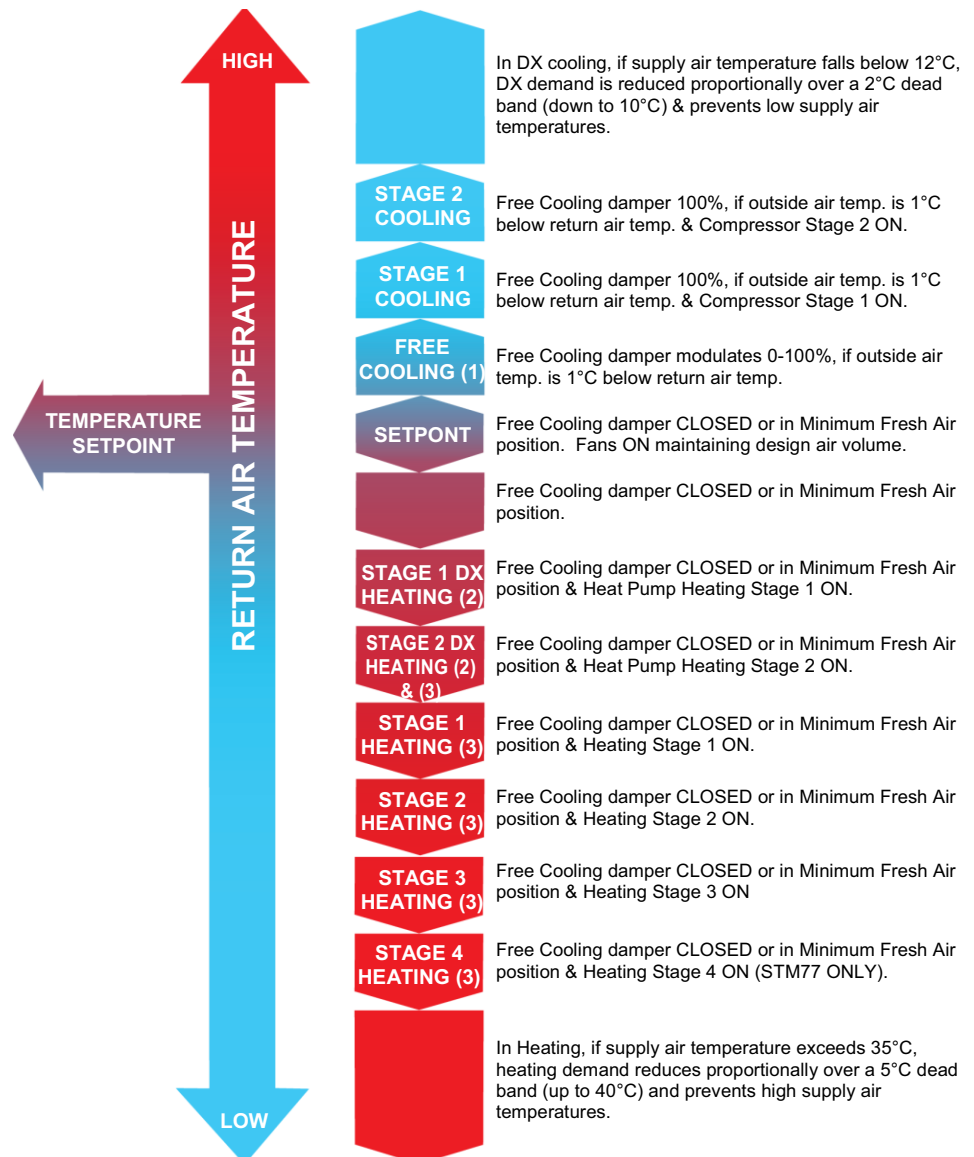 HIGH
In DX cooling, if supply air temperature falls below 12°C,
DX demand is reduced proportionally over a 2°C dead
band (down to 10°C) & prevents low supply air
temperatures.
STAGE 2
COOLING
Free Cooling damper 100%, if outside air temp. is 1°C
below return air temp. & Compressor Stage 2 ON.
STAGE 1
COOLING
Free Cooling damper 100%, if outside air temp. is 1°C
below return air temp. & Compressor Stage 1 ON.
RETURN AIR TEMPERATURE
FREE
COOLING (1)
Free Cooling damper modulates 0-100%, if outside air
temp. is 1°C below return air temp.
TEMPERATURE
SETPOINT
SETPONT
Free Cooling damper CLOSED or in Minimum Fresh Air
position. Fans ON maintaining design air volume.
Free Cooling damper CLOSED or in Minimum Fresh Air
position.
STAGE 1 DX
HEATING (2)
Free Cooling damper CLOSED or in Minimum Fresh Air
position & Heat Pump Heating Stage 1 ON.
STAGE 2 DX
HEATING (2)
& (3)
Free Cooling damper CLOSED or in Minimum Fresh Air
position & Heat Pump Heating Stage 2 ON.
STAGE 1
HEATING (3)
Free Cooling damper CLOSED or in Minimum Fresh Air
position & Heating Stage 1 ON.
STAGE 2
HEATING (3)
Free Cooling damper CLOSED or in Minimum Fresh Air
position & Heating Stage 2 ON.
STAGE 3
HEATING (3)
Free Cooling damper CLOSED or in Minimum Fresh Air
position & Heating Stage 3 ON
STAGE 4
HEATING (3)
Free Cooling damper CLOSED or in Minimum Fresh Air
position & Heating Stage 4 ON (STM77 ONLY).
In Heating, if supply air temperature exceeds 35°C,
heating demand reduces proportionally over a 5°C dead
band (up to 40°C) and prevents high supply air
temperatures.
LOW